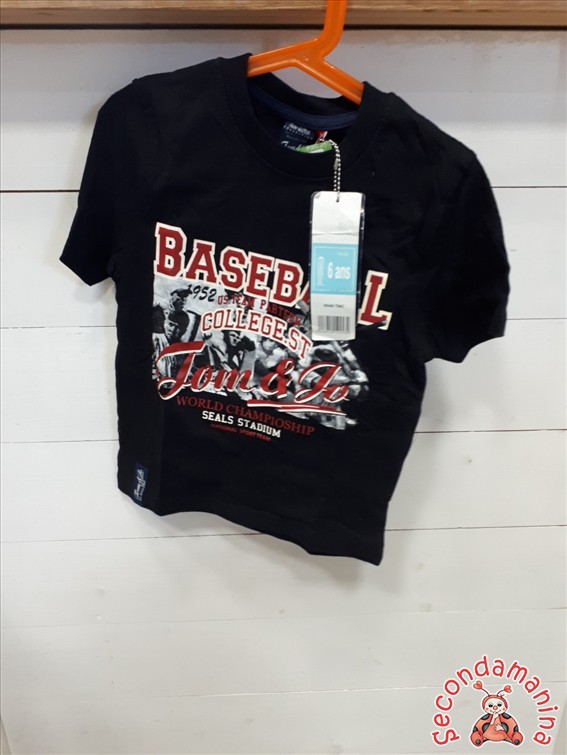 6 ans
BASEBALL
1952
COLLEGE.ST
Tom & Jo
WORLD CHAMPIOSHIP
SEALS STADIUM
Secondamanina